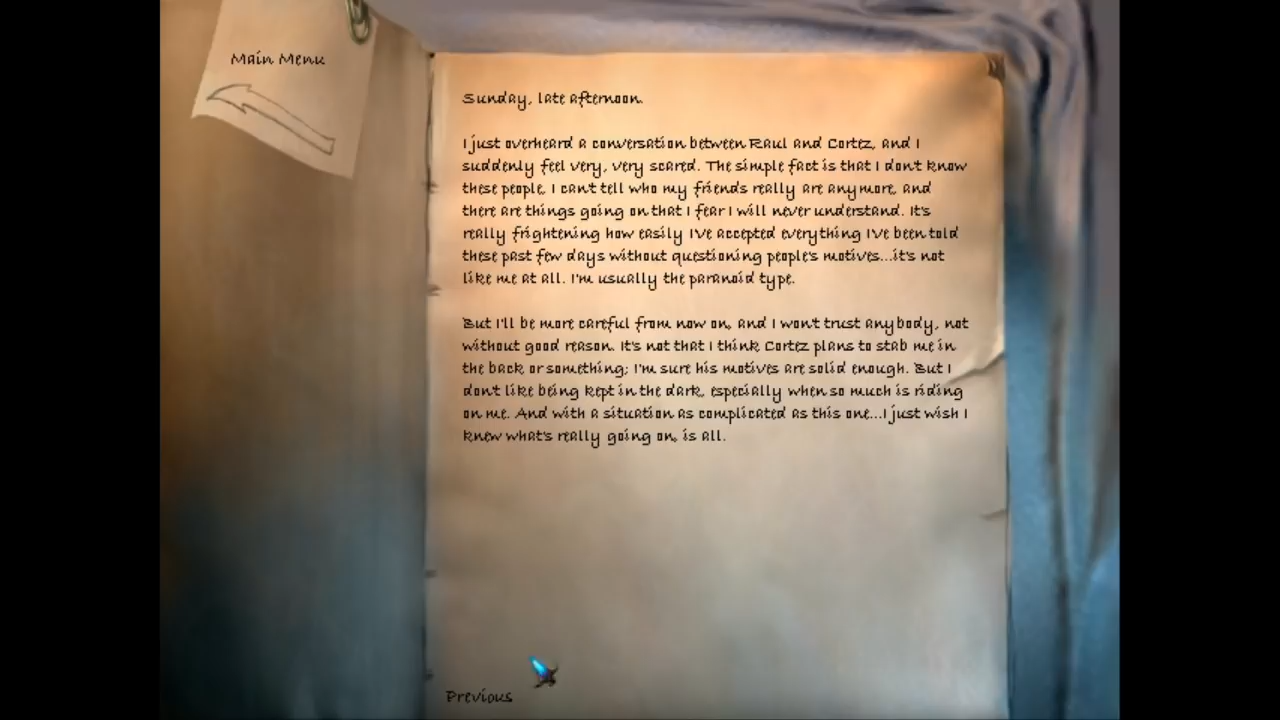 Main Menu
Sunday, late afternoon.
I just overheard a conversation between Raul and Cortez, and I
suddenly feel very, very scared. The simple fact is that I don't know
these people, I can't tell who my friends really are anymore, and
there are things going on that I fear I will never understand. It's
really frightening how easily I've accepted everything I've been told
these past few days without questioning people's motives...it's not
like me at all. I'm usually the paranoid type.
But I'll be more careful from now on, and I won't trust anybody, not
without good reason. It's not that I think Cortez plans to stab me in
the back or something; I'm sure his motives are solid enough. But I
don't like being kept in the dark, especially when so much is riding
on me. And with a situation as complicated as this one...I just wish I
knew what's really going on, is all.
Previous